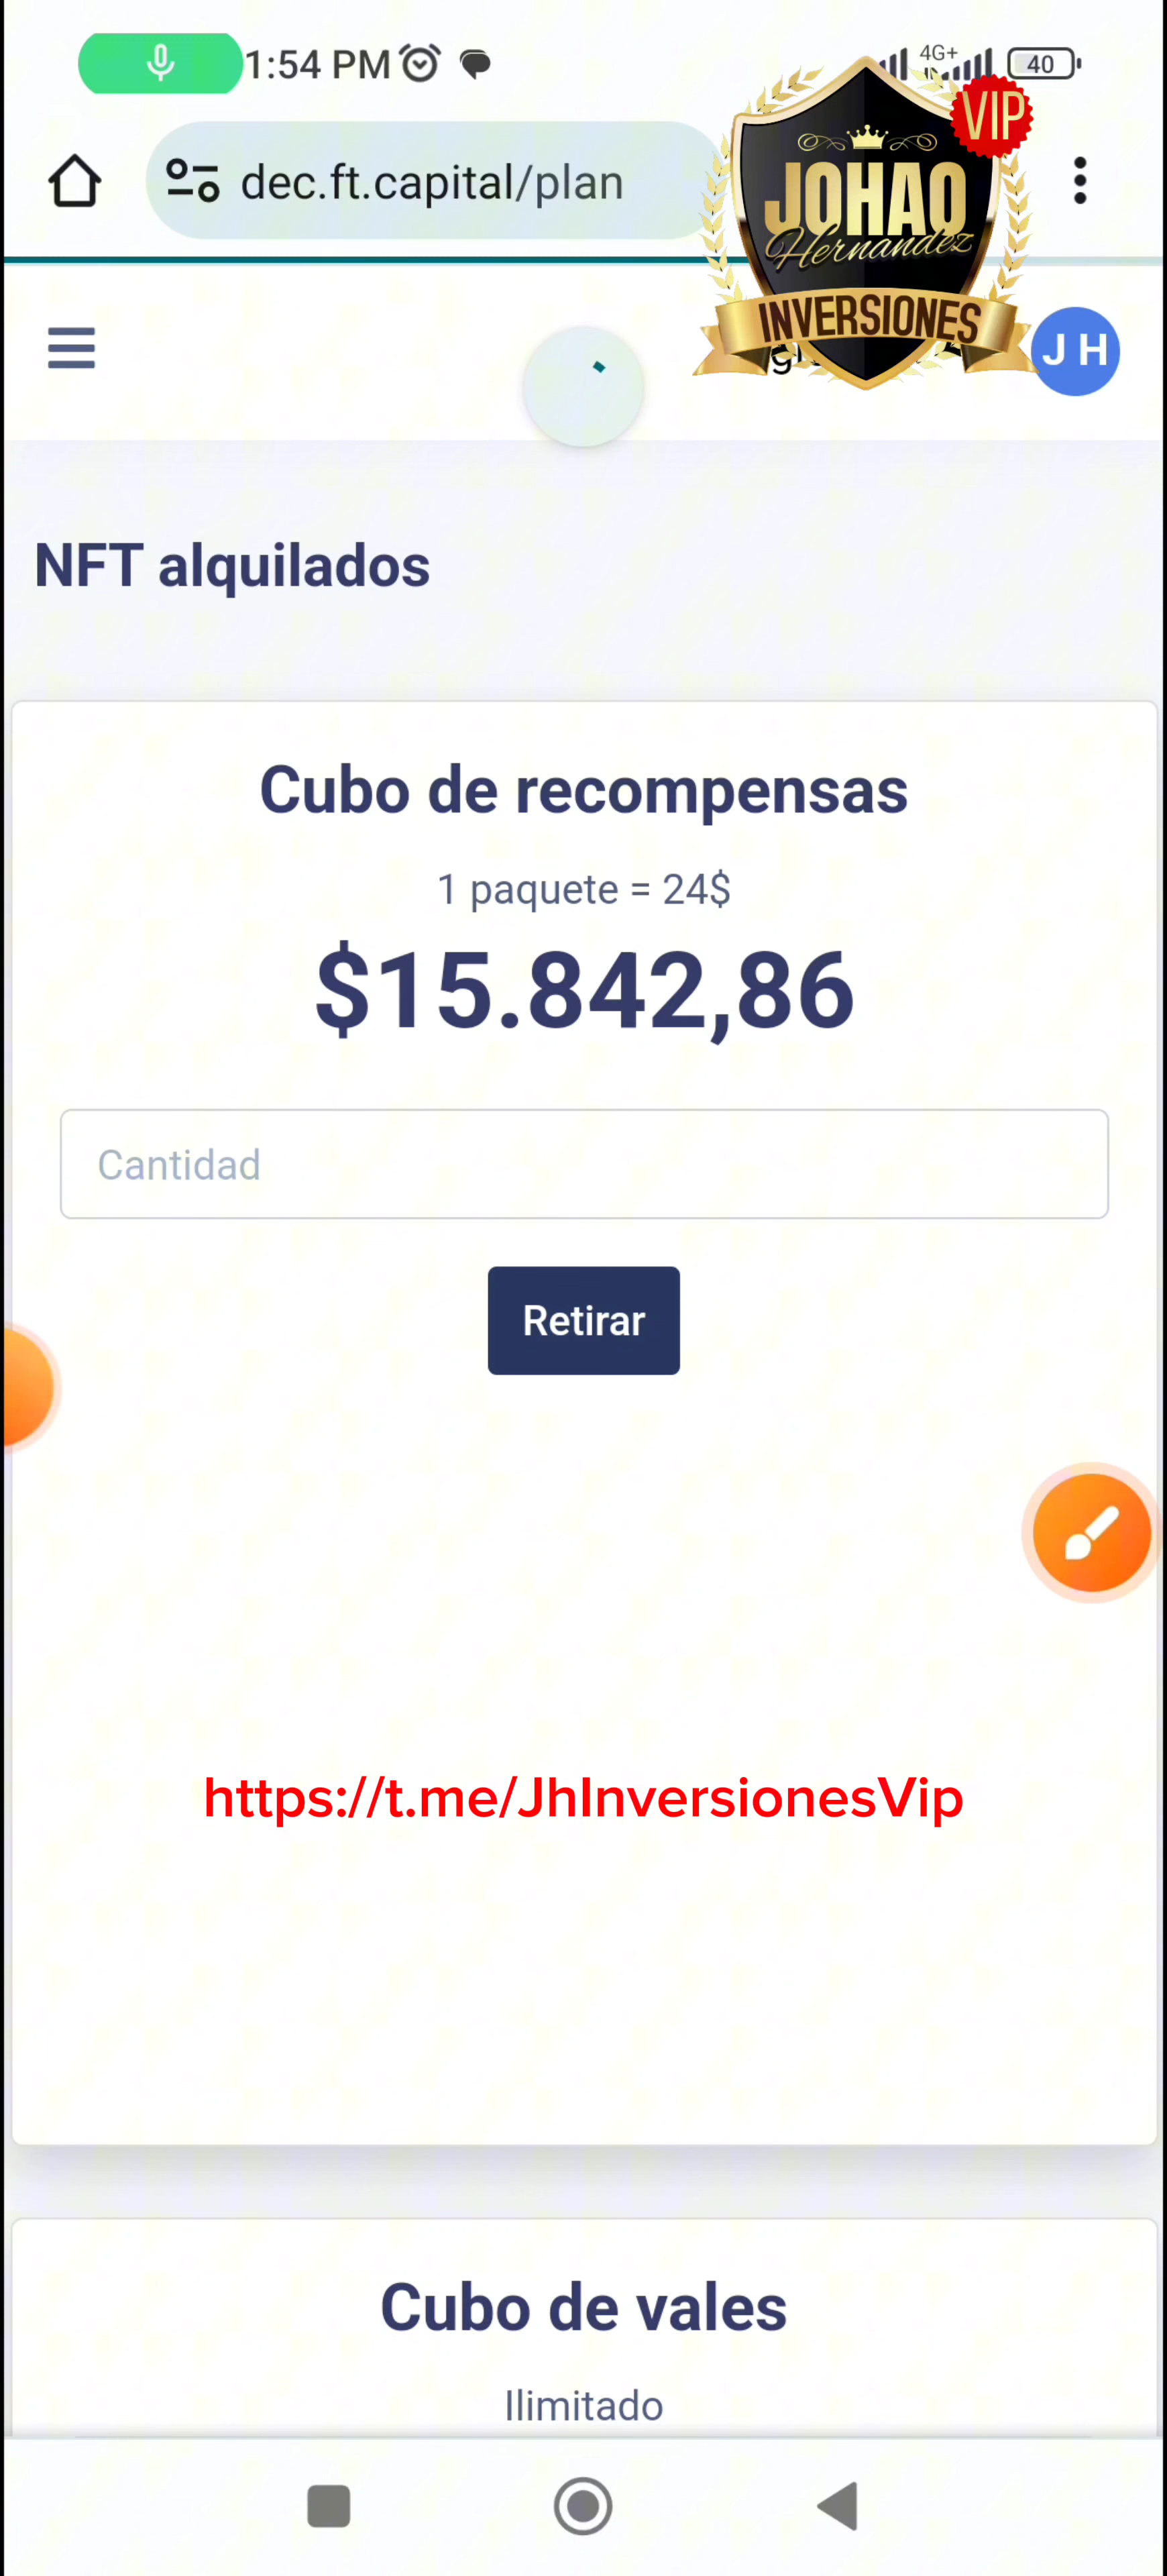 1:54 PM
4G+
40
dec.ft.capital/plan
VIP
JOHAO
Hernandez
INVERSIONES
J H
NFT alquilados
Cubo de recompensas
1 paquete = 24$
$15.842,86
Cantidad
Retirar
https://t.me/JhInversionesVip
Cubo de vales
Ilimitado